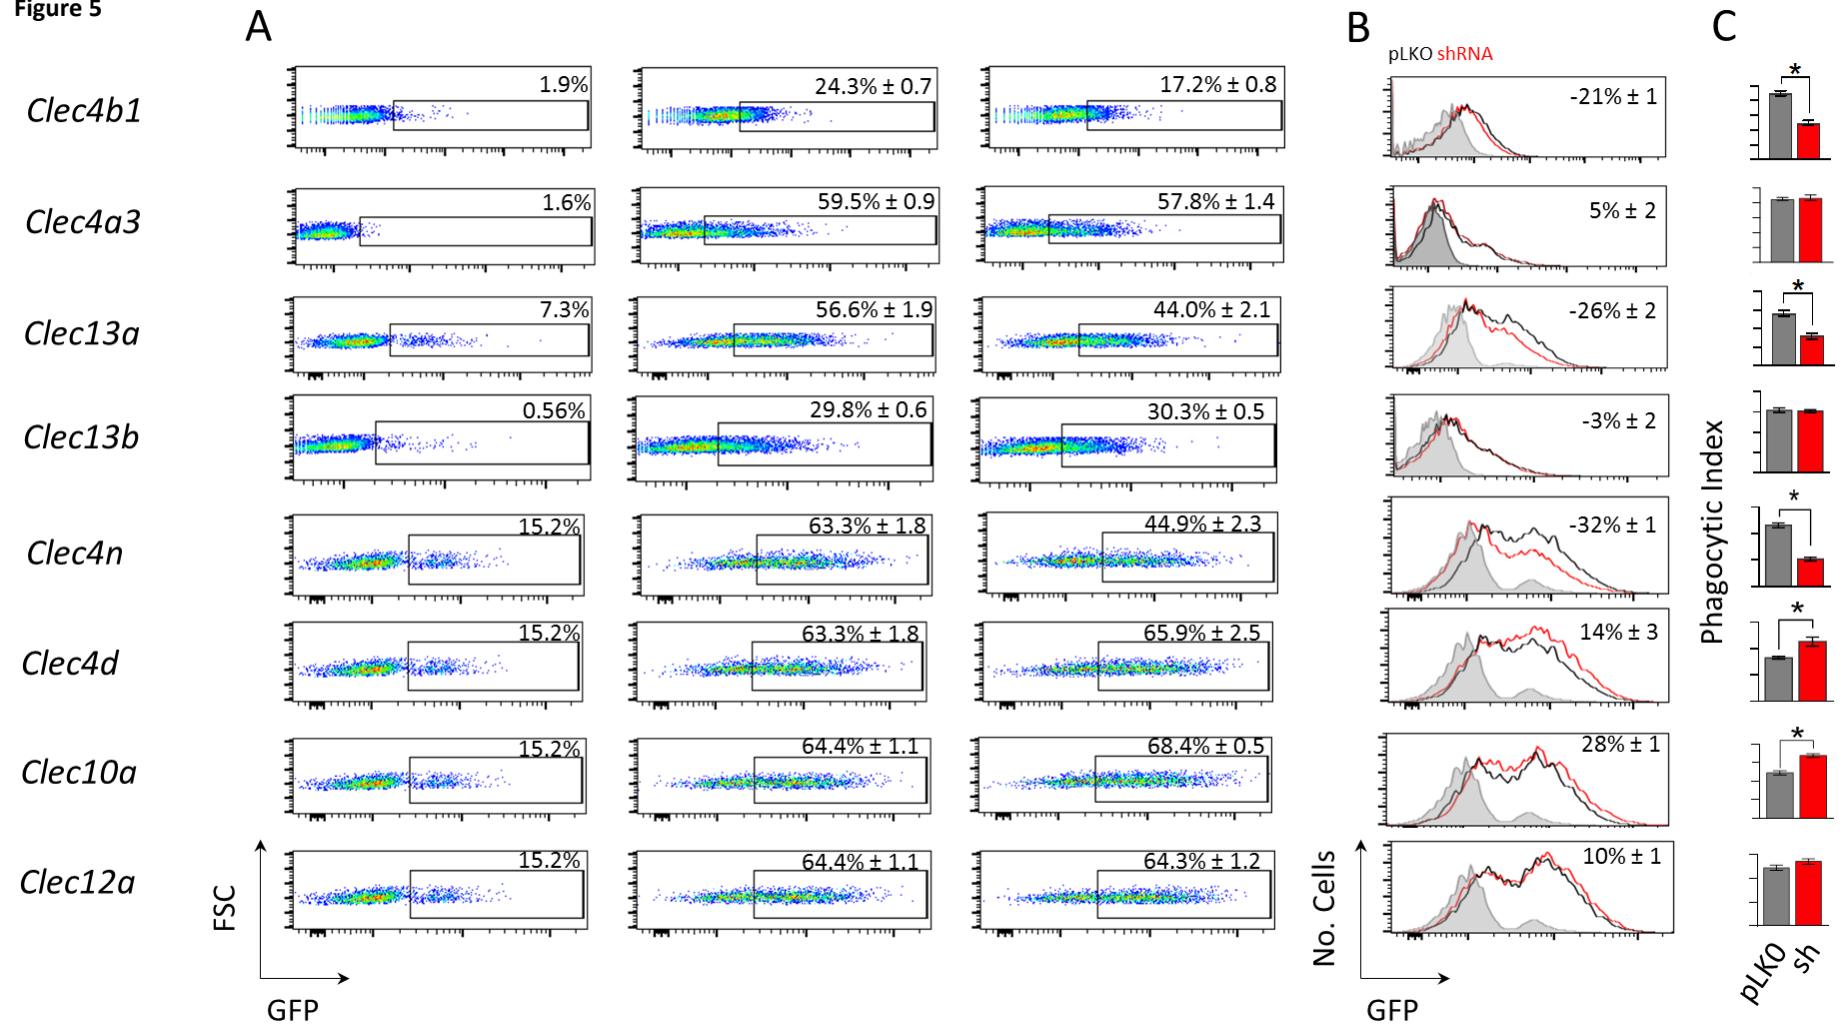 Figure 5
A
B
C
pLKO shRNA
Clec4b1
1.9%
24.3% ± 0.7
17.2% ± 0.8
-21% ± 1
*
Clec4a3
1.6%
59.5% ± 0.9
57.8% ± 1.4
5% ± 2
Clec13a
7.3%
56.6% ± 1.9
44.0% ± 2.1
-26% ± 2
*
Clec13b
0.56%
29.8% ± 0.6
30.3% ± 0.5
-3% ± 2
Clec4n
15.2%
63.3% ± 1.8
44.9% ± 2.3
-32% ± 1
*
Clec4d
15.2%
63.3% ± 1.8
65.9% ± 2.5
14% ± 3
*
Clec10a
15.2%
64.4% ± 1.1
68.4% ± 0.5
28% ± 1
*
Clec12a
15.2%
64.4% ± 1.1
64.3% ± 1.2
10% ± 1
Phagocytic Index
FSC
GFP
No. Cells
GFP
pLK0
sh